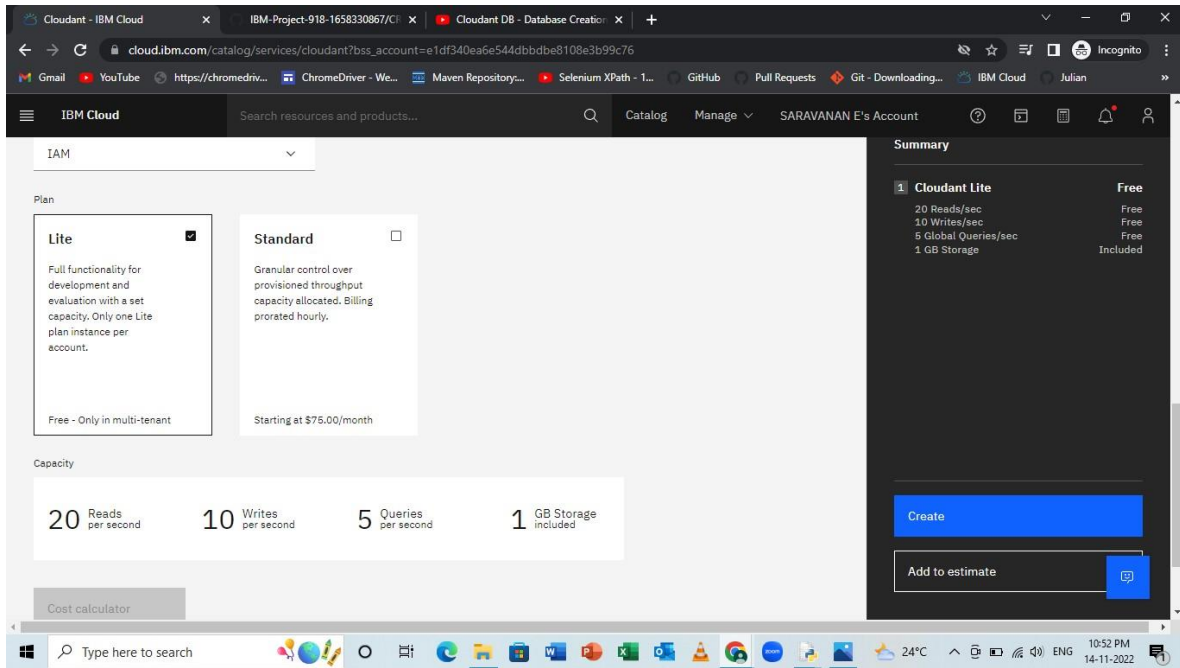 Cloudant - IBM Cloud
IBM-Project-918-1658330867/CR
Cloudant DB - Database Creation
cloud.ibm.com/catalog/services/cloudant?bss_account=e1df340ea6e544dbbdbe8108e3b99c76
Incognito
Gmail YouTube https://chromedriv... ChromeDriver - We... Maven Repository:... Selenium XPath - 1... GitHub Pull Requests Git - Downloading... IBM Cloud Julian »
IBM Cloud
Search resources and products...
Catalog Manage SARAVANAN E's Account
IAM
Plan
Lite
Full functionality for
development and
evaluation with a set
capacity. Only one Lite
plan instance per
account.
Free - Only in multi-tenant
Standard
Granular control over
provisioned throughput
capacity allocated. Billing
prorated hourly.
Starting at $75.00/month
Capacity
20 Reads per second
10 Writes per second
5 Queries per second
1 GB Storage included
Cost calculator
Summary
1 Cloudant Lite Free
20 Reads/sec Free
10 Writes/sec Free
5 Global Queries/sec Free
1 GB Storage Included
Create
Add to estimate
Type here to search
zoom
24°C
ENG
10:52 PM
14-11-2022
1